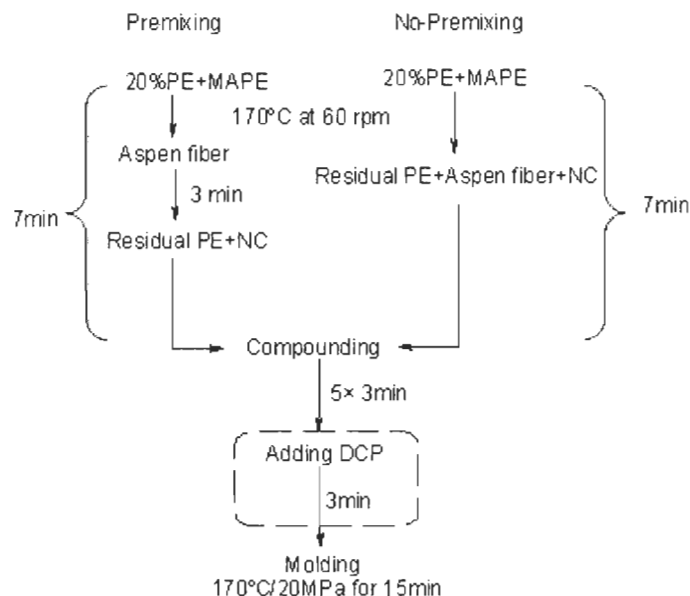 Premixing
No-Premixing
20%PE+MAPE
20%PE+MAPE
170°C at 60 rpm
Aspen fiber
Residual PE+Aspen fiber+NC
3 min
7min
7min
Residual PE+NC
Compounding
5× 3min
Adding DCP
3min
Molding
170°C/20MPa for 15min